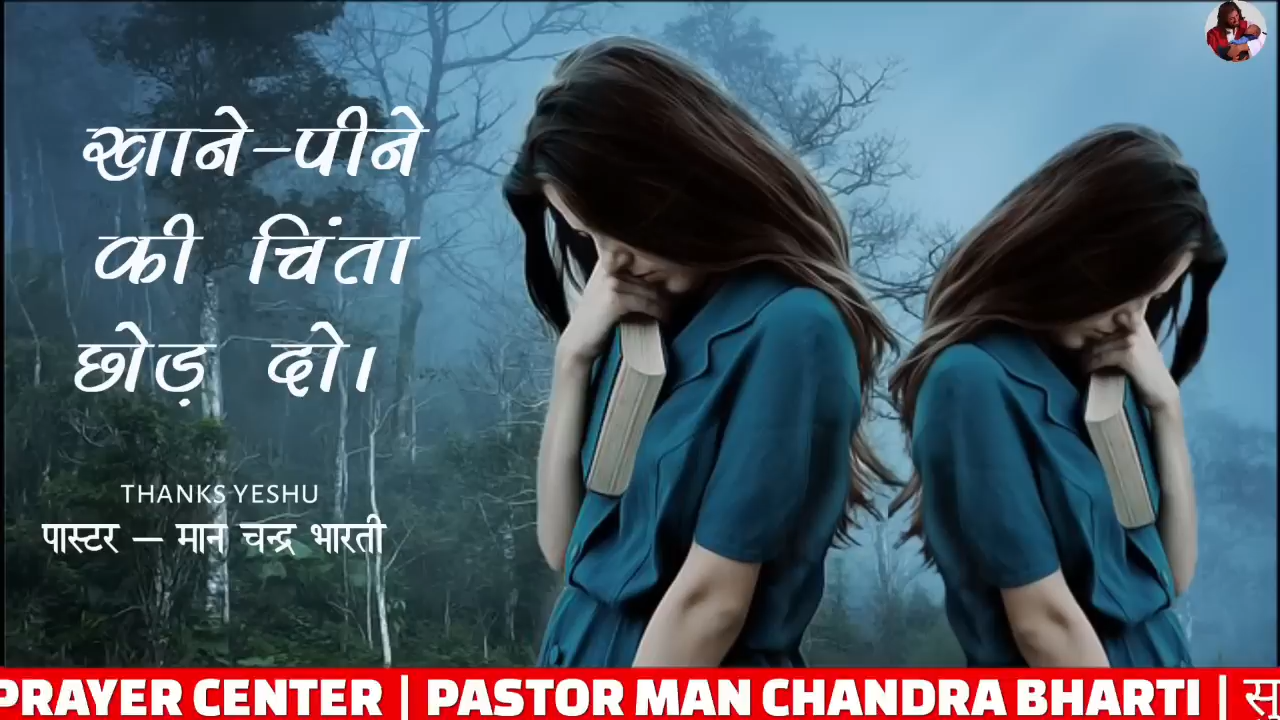 खाने-पीने
की चिंता
छोड़ दो।
THANKS YESHU
पास्टर – मान चन्द्र भारती
PRAYER CENTER | PASTOR MAN CHANDRA BHARTI |